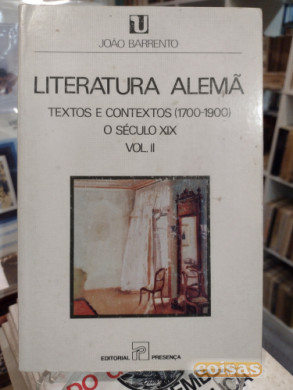 U
JOÃO BARRENTO
LITERATURA ALEMÃ
TEXTOS E CONTEXTOS (1700-1900)
O SÉCULO XIX
VOL. II
EDITORIAL PRESENÇA
coisas